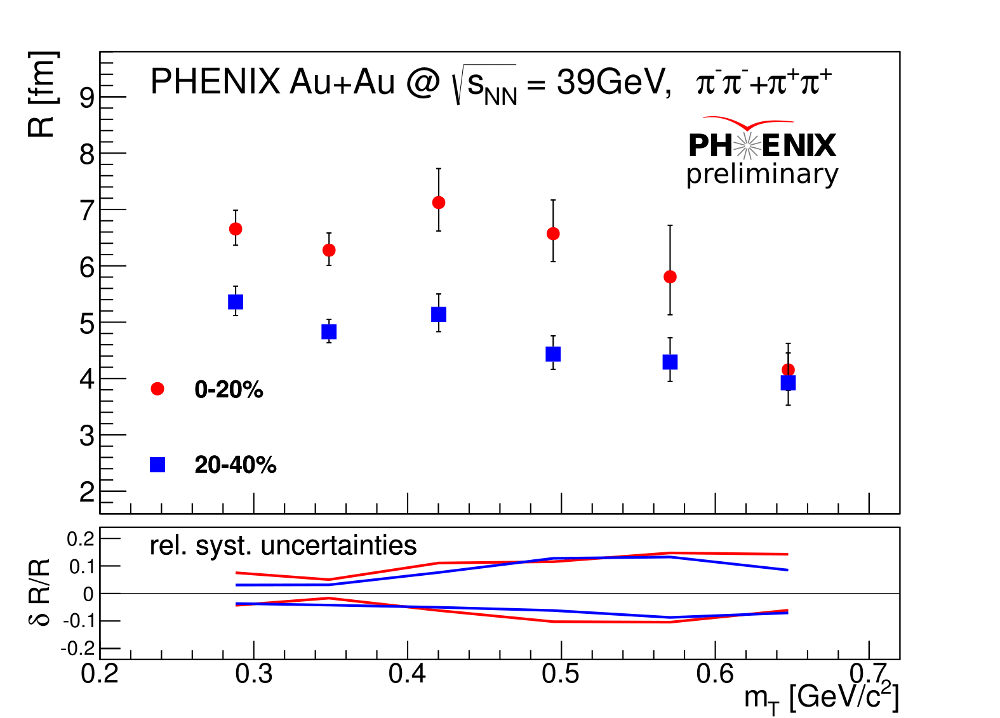 R [fm]
PHENIX Au+Au @ √sNN = 39GeV, π-π-+π+π+
PHENIX
preliminary
9
8
7
6
5
4
3
2
0-20%
20-40%
rel. syst. uncertainties
δ R/R
0.2
0.1
0
-0.1
-0.2
0.2 0.3 0.4 0.5 0.6 0.7
mT [GeV/c2]